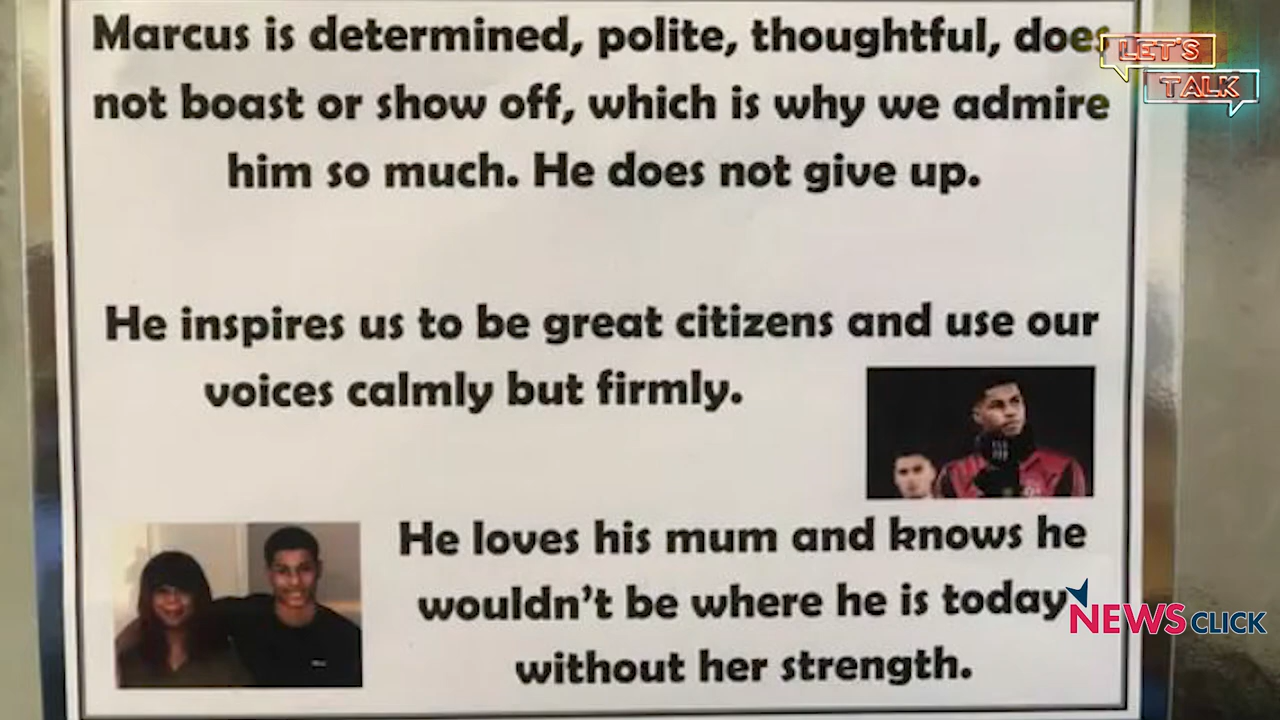 Marcus is determined, polite, thoughtful, does
not boast or show off, which is why we admire
him so much. He does not give up.
He inspires us to be great citizens and use our
voices calmly but firmly.
He loves his mum and knows he
wouldn't be where he is today
without her strength.
LET'S
TALK
NEWSCLICK